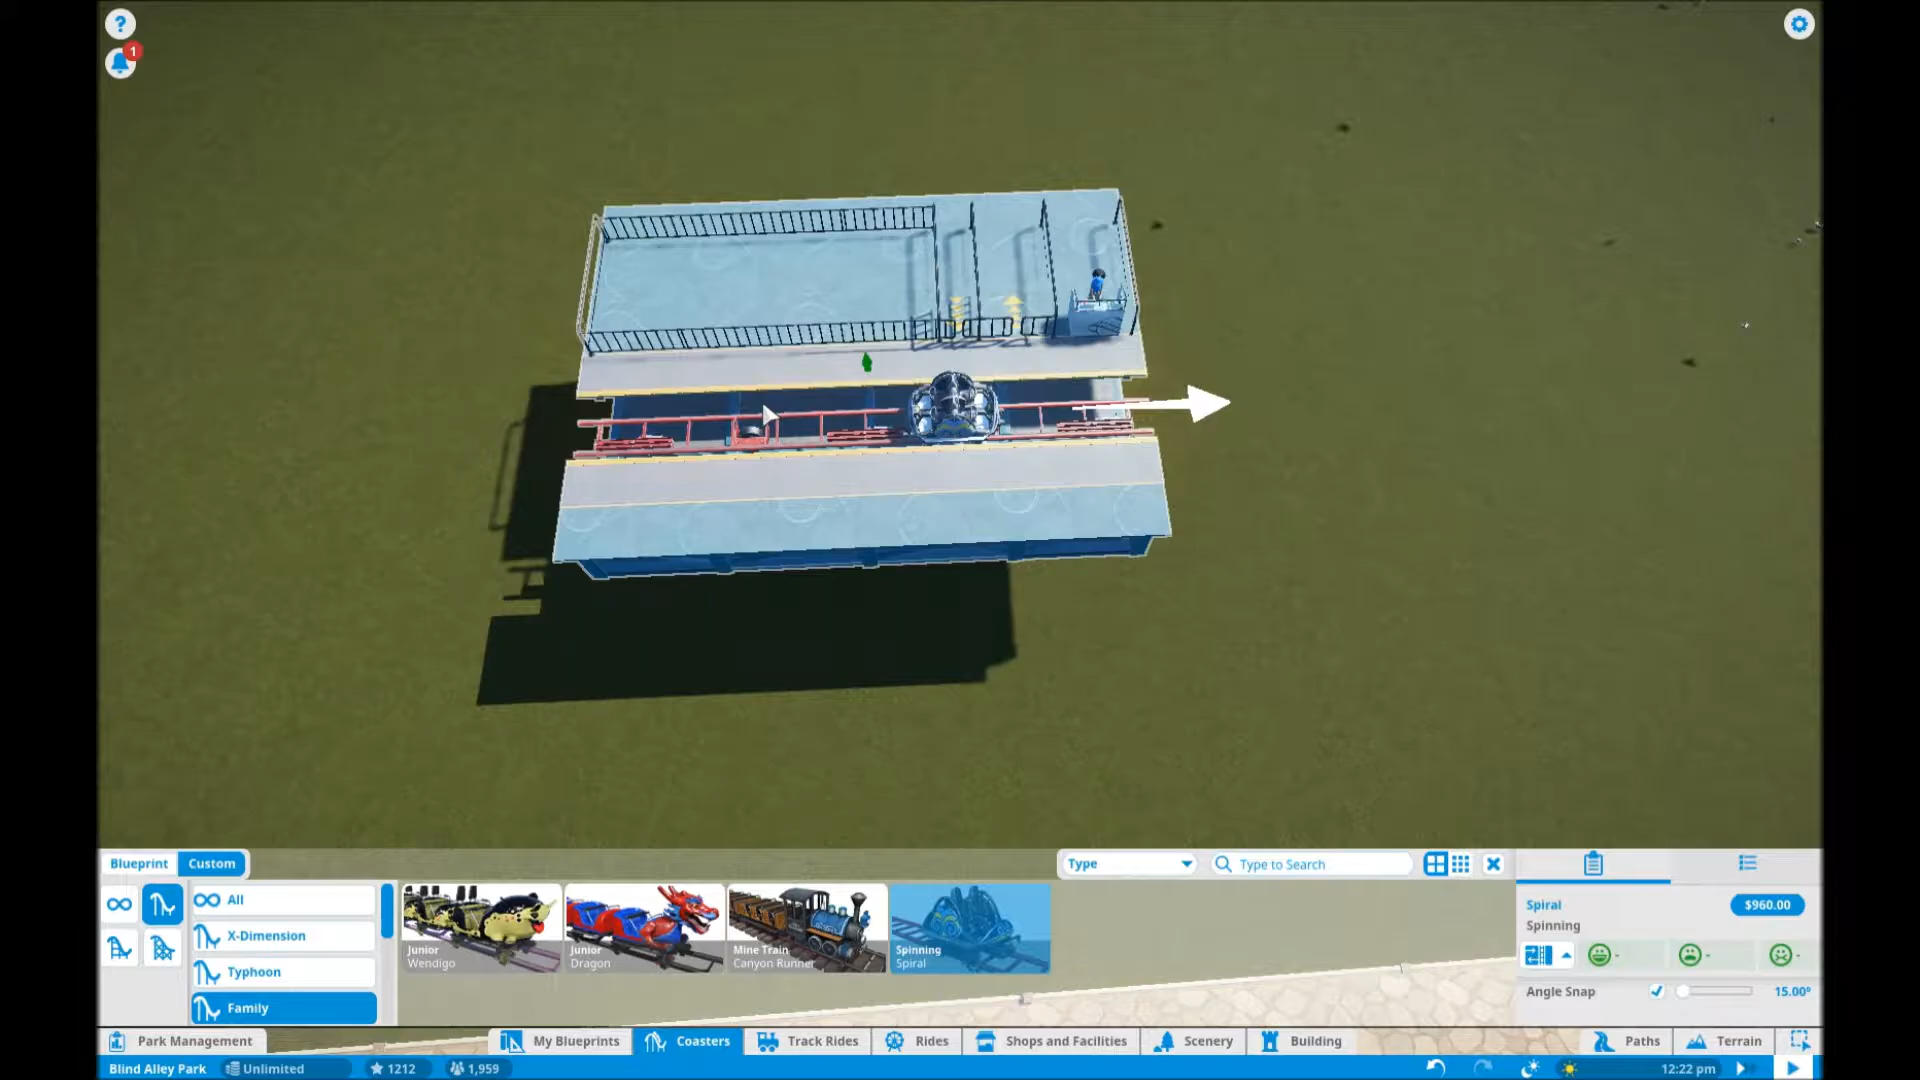 ?
1
Blueprint
Custom
Type
Type to Search
All
X-Dimension
Typhoon
Family
Junior
Wendigo
Junior
Dragon
Mine Train
Canyon Runner
Spinning
Spiral
Spiral
$960.00
Spinning
-
-
-
Angle Snap
15.00°
Park Management
My Blueprints
Coasters
Track Rides
Rides
Shops and Facilities
Scenery
Building
Paths
Terrain
Blind Alley Park
Unlimited
1212
1,959
12:22 pm